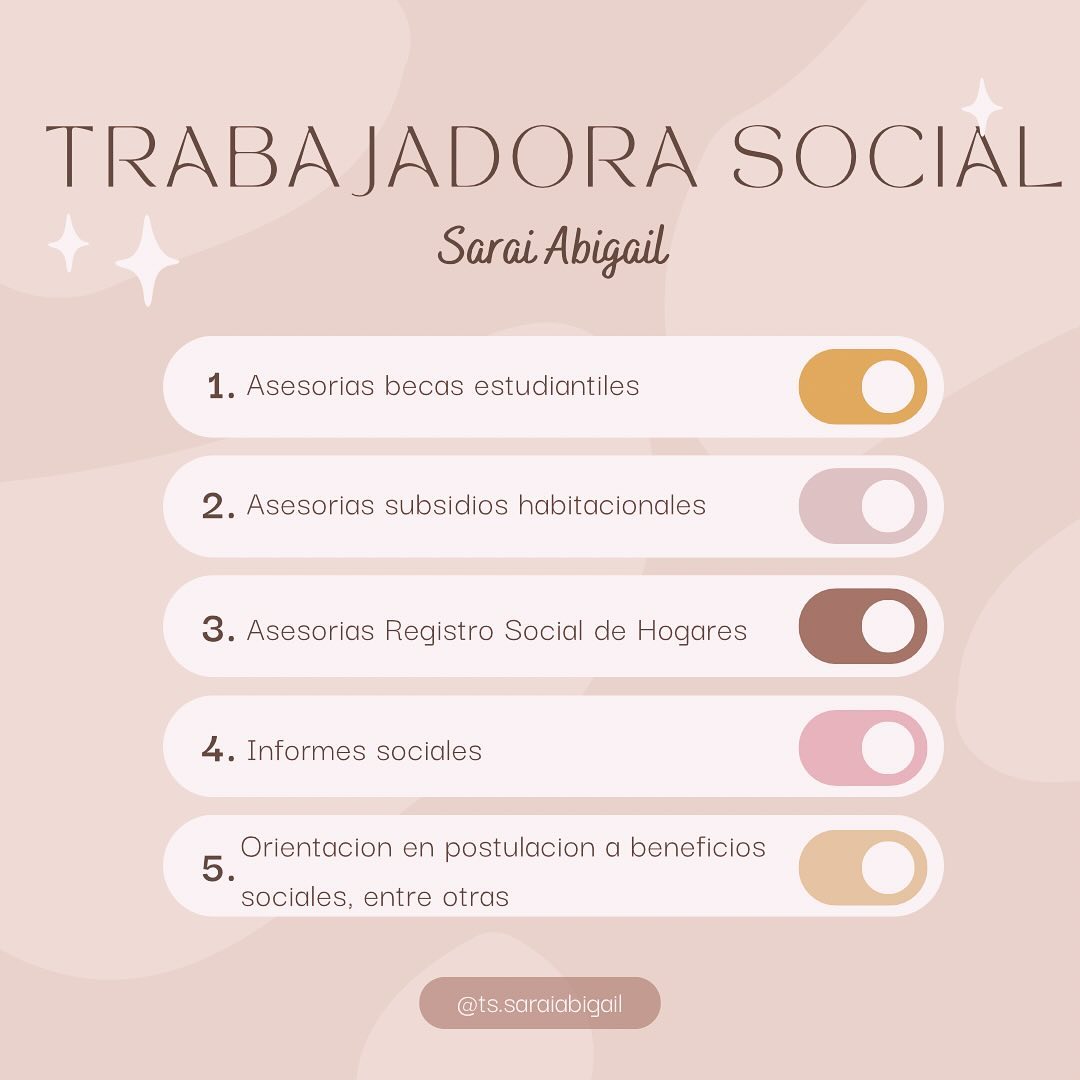 TRABAJADORA SOCIAL
Sarai Abigail
1. Asesorias becas estudiantiles
2. Asesorias subsidios habitacionales
3. Asesorias Registro Social de Hogares
4. Informes sociales
5. Orientacion en postulacion a beneficios
sociales, entre otras
@ts.saraiabigail